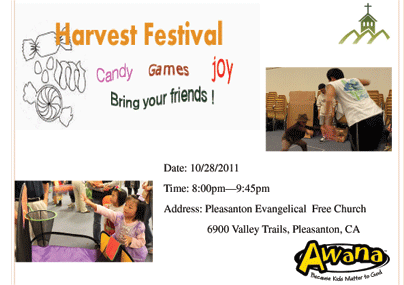 Harvest Festival
Candy Games joy
Bring your friends !
Date: 10/28/2011
Time: 8:00pm—9:45pm
Address: Pleasanton Evangelical Free Church
6900 Valley Trails, Pleasanton, CA
Awana
Because Kids Matter to God